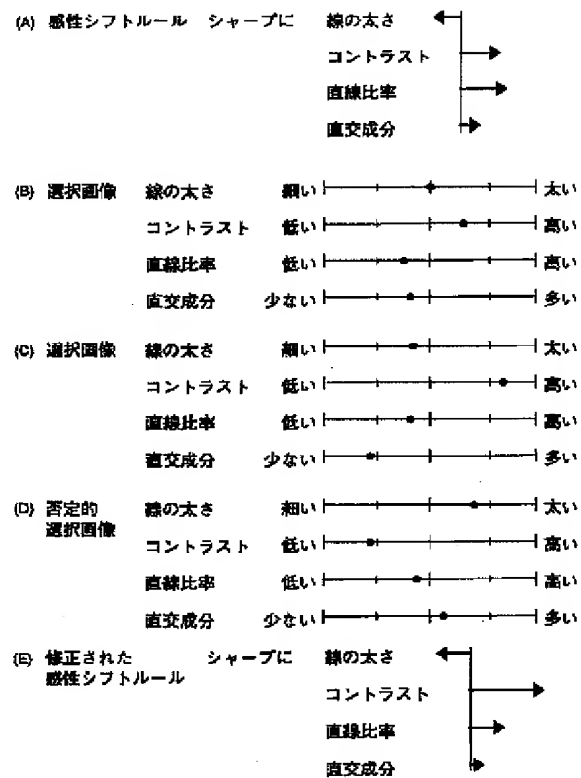 (A) 感性シフトルール シャープに 線の太さ
コントラスト
直線比率
直交成分
(B) 選択画像 線の太さ 細い 太い
コントラスト 低い 高い
直線比率 低い 高い
直交成分 少ない 多い
(C) 選択画像 線の太さ 細い 太い
コントラスト 低い 高い
直線比率 低い 高い
直交成分 少ない 多い
(D) 否定的 線の太さ 細い 太い
選択画像
コントラスト 低い 高い
直線比率 低い 高い
直交成分 少ない 多い
(E) 修正された シャープに 線の太さ
感性シフトルール
コントラスト
直線比率
直交成分